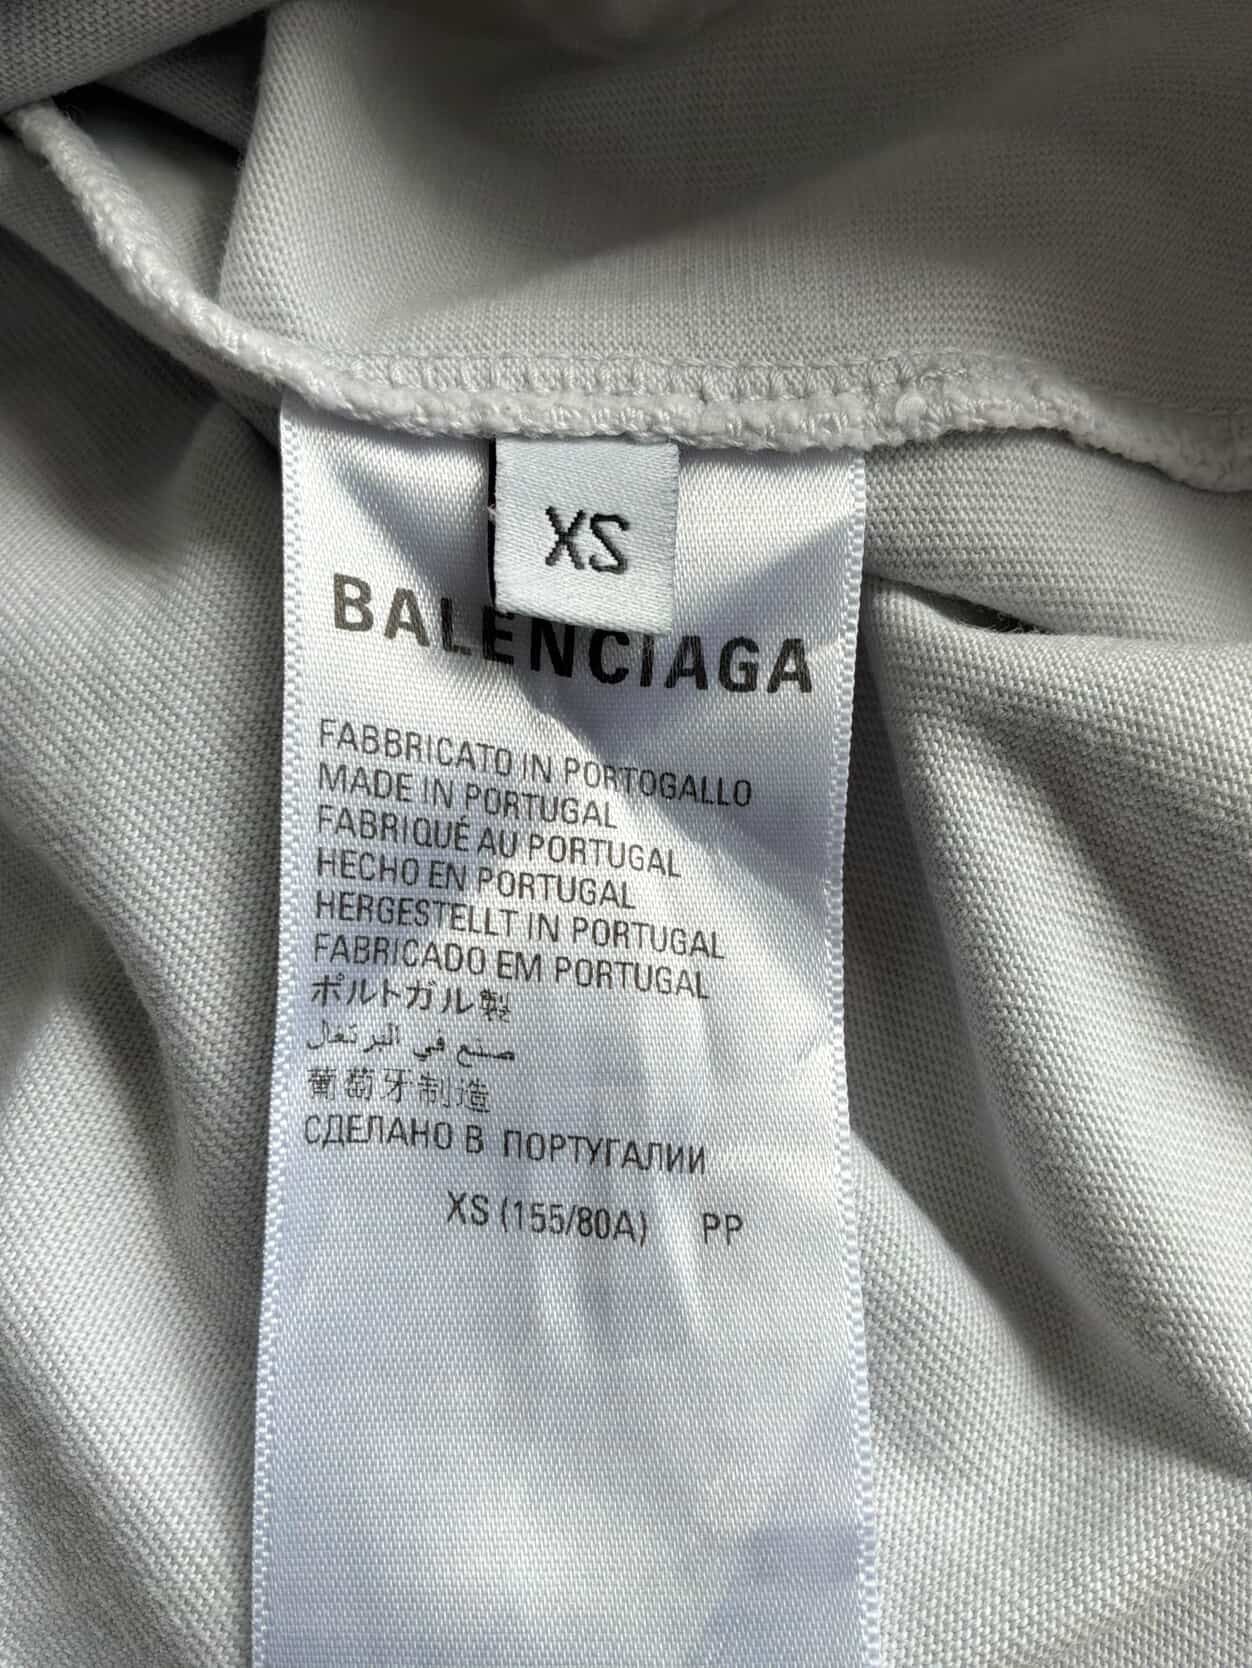 XS
BALENCIAGA
FABBRICATO IN PORTOGALLO
MADE IN PORTUGAL
FABRIQUÉ AU PORTUGAL
HECHO EN PORTUGAL
HERGESTELLT IN PORTUGAL
FABRICADO EM PORTUGAL
ポルトガル製
صنع في البرتغال
葡萄牙制造
СДЕЛАНО В ПОРТУГАЛИИ
XS (155/80A) PP